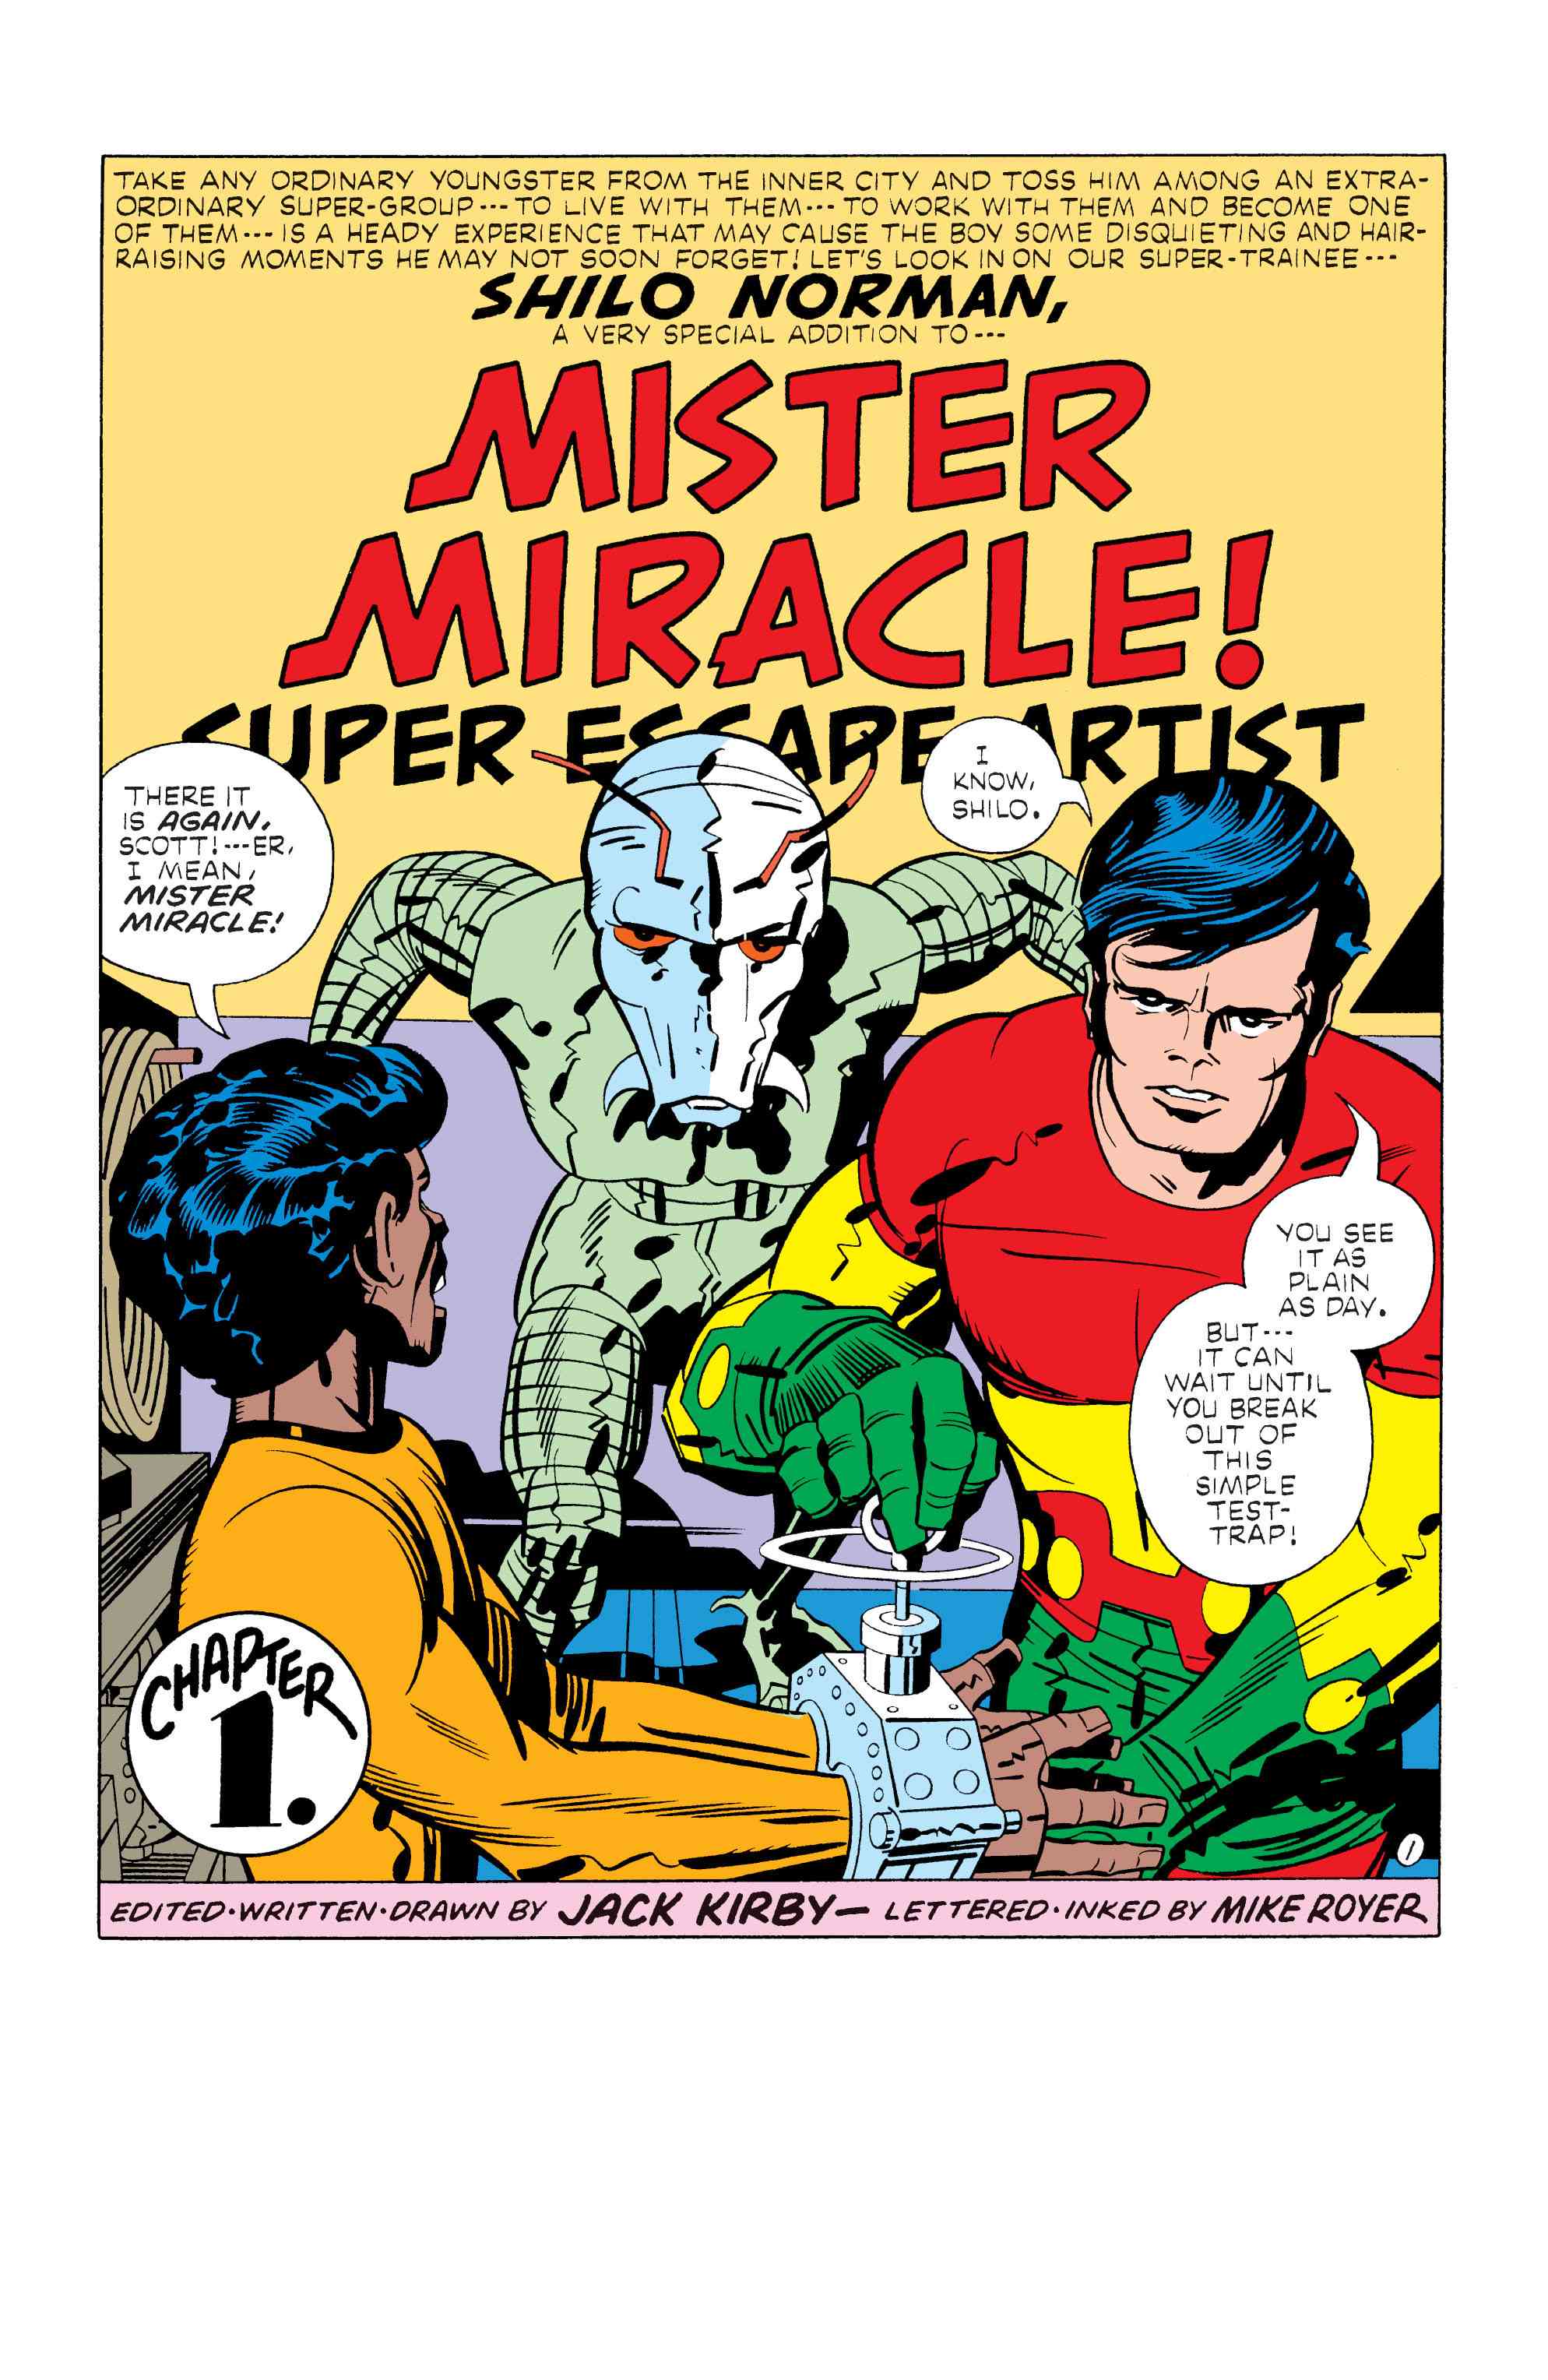 TAKE ANY ORDINARY YOUNGSTER FROM THE INNER CITY AND TOSS HIM AMONG AN EXTRA-
ORDINARY SUPER-GROUP---TO LIVE WITH THEM---TO WORK WITH THEM AND BECOME ONE
OF THEM---IS A HEADY EXPERIENCE THAT MAY CAUSE THE BOY SOME DISQUIETING AND HAIR-
RAISING MOMENTS HE MAY NOT SOON FORGET! LET'S LOOK IN ON OUR SUPER-TRAINEE---
SHILO NORMAN,
A VERY SPECIAL ADDITION TO---
MISTER
MIRACLE!
SUPER ESCAPE ARTIST
THERE IT
IS AGAIN,
SCOTT!---ER,
I MEAN,
MISTER
MIRACLE!
I
KNOW,
SHILO.
YOU SEE
IT AS
PLAIN
AS DAY.
BUT---
IT CAN
WAIT UNTIL
YOU BREAK
OUT OF
THIS
SIMPLE
TEST-
TRAP!
CHAPTER
1.
1
EDITED·WRITTEN·DRAWN BY JACK KIRBY— LETTERED·INKED BY MIKE ROYER